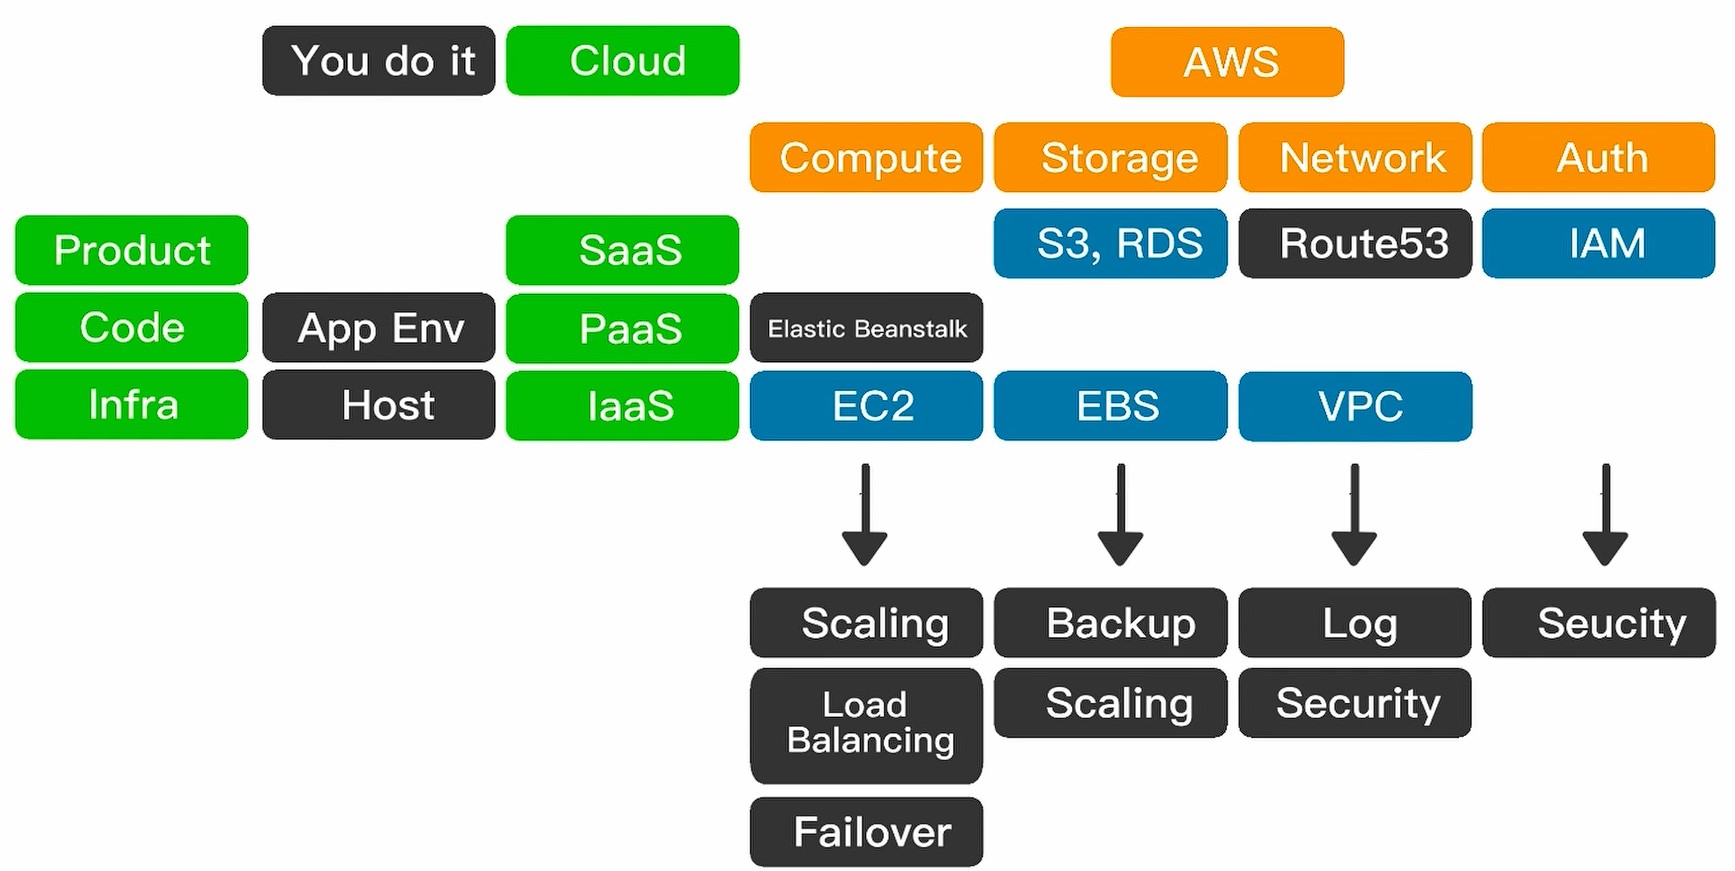 You do it
Cloud
AWS
Compute
Storage
Network
Auth
Product
SaaS
S3, RDS
Route53
IAM
Code
App Env
PaaS
Elastic Beanstalk
Infra
Host
IaaS
EC2
EBS
VPC
Scaling
Backup
Log
Seucity
Load
Balancing
Scaling
Security
Failover